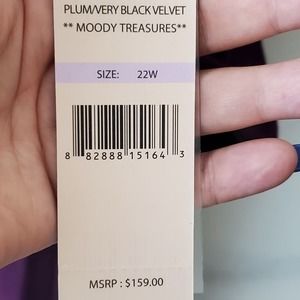 PLUM/VERY BLACK VELVET
** MOODY TREASURES**
SIZE: 22W
8 82888 15164 3
MSRP : $159.00